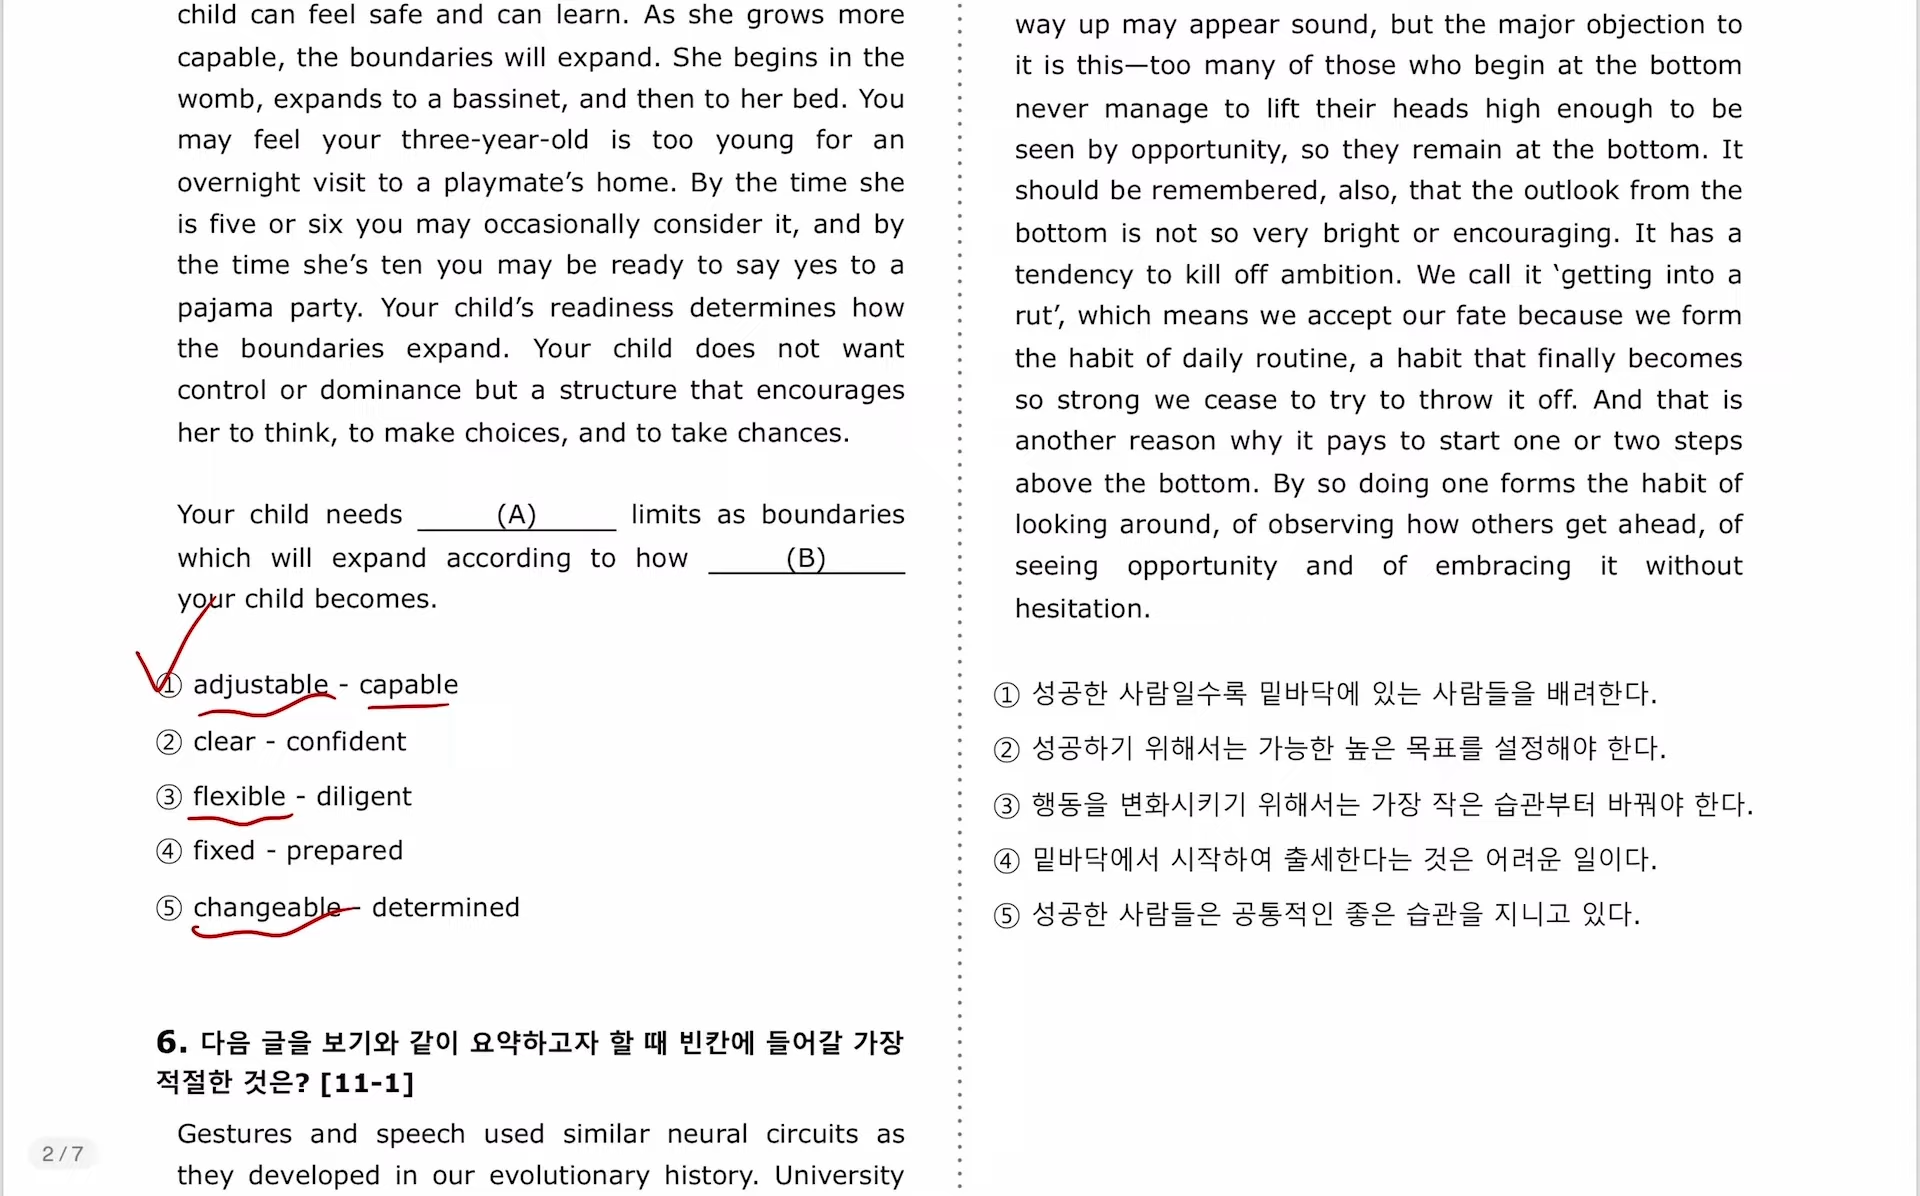 child can feel safe and can learn. As she grows more
capable, the boundaries will expand. She begins in the
womb, expands to a bassinet, and then to her bed. You
may feel your three-year-old is too young for an
overnight visit to a playmate’s home. By the time she
is five or six you may occasionally consider it, and by
the time she’s ten you may be ready to say yes to a
pajama party. Your child’s readiness determines how
the boundaries expand. Your child does not want
control or dominance but a structure that encourages
her to think, to make choices, and to take chances.
Your child needs ______(A)______ limits as boundaries
which will expand according to how ______(B)______
your child becomes.
① adjustable - capable
② clear - confident
③ flexible - diligent
④ fixed - prepared
⑤ changeable - determined
6. 다음 글을 보기와 같이 요약하고자 할 때 빈칸에 들어갈 가장
적절한 것은? [11-1]
Gestures and speech used similar neural circuits as
they developed in our evolutionary history. University
way up may appear sound, but the major objection to
it is this—too many of those who begin at the bottom
never manage to lift their heads high enough to be
seen by opportunity, so they remain at the bottom. It
should be remembered, also, that the outlook from the
bottom is not so very bright or encouraging. It has a
tendency to kill off ambition. We call it ‘getting into a
rut’, which means we accept our fate because we form
the habit of daily routine, a habit that finally becomes
so strong we cease to try to throw it off. And that is
another reason why it pays to start one or two steps
above the bottom. By so doing one forms the habit of
looking around, of observing how others get ahead, of
seeing opportunity and of embracing it without
hesitation.
① 성공한 사람일수록 밑바닥에 있는 사람들을 배려한다.
② 성공하기 위해서는 가능한 높은 목표를 설정해야 한다.
③ 행동을 변화시키기 위해서는 가장 작은 습관부터 바꿔야 한다.
④ 밑바닥에서 시작하여 출세한다는 것은 어려운 일이다.
⑤ 성공한 사람들은 공통적인 좋은 습관을 지니고 있다.
2 / 7